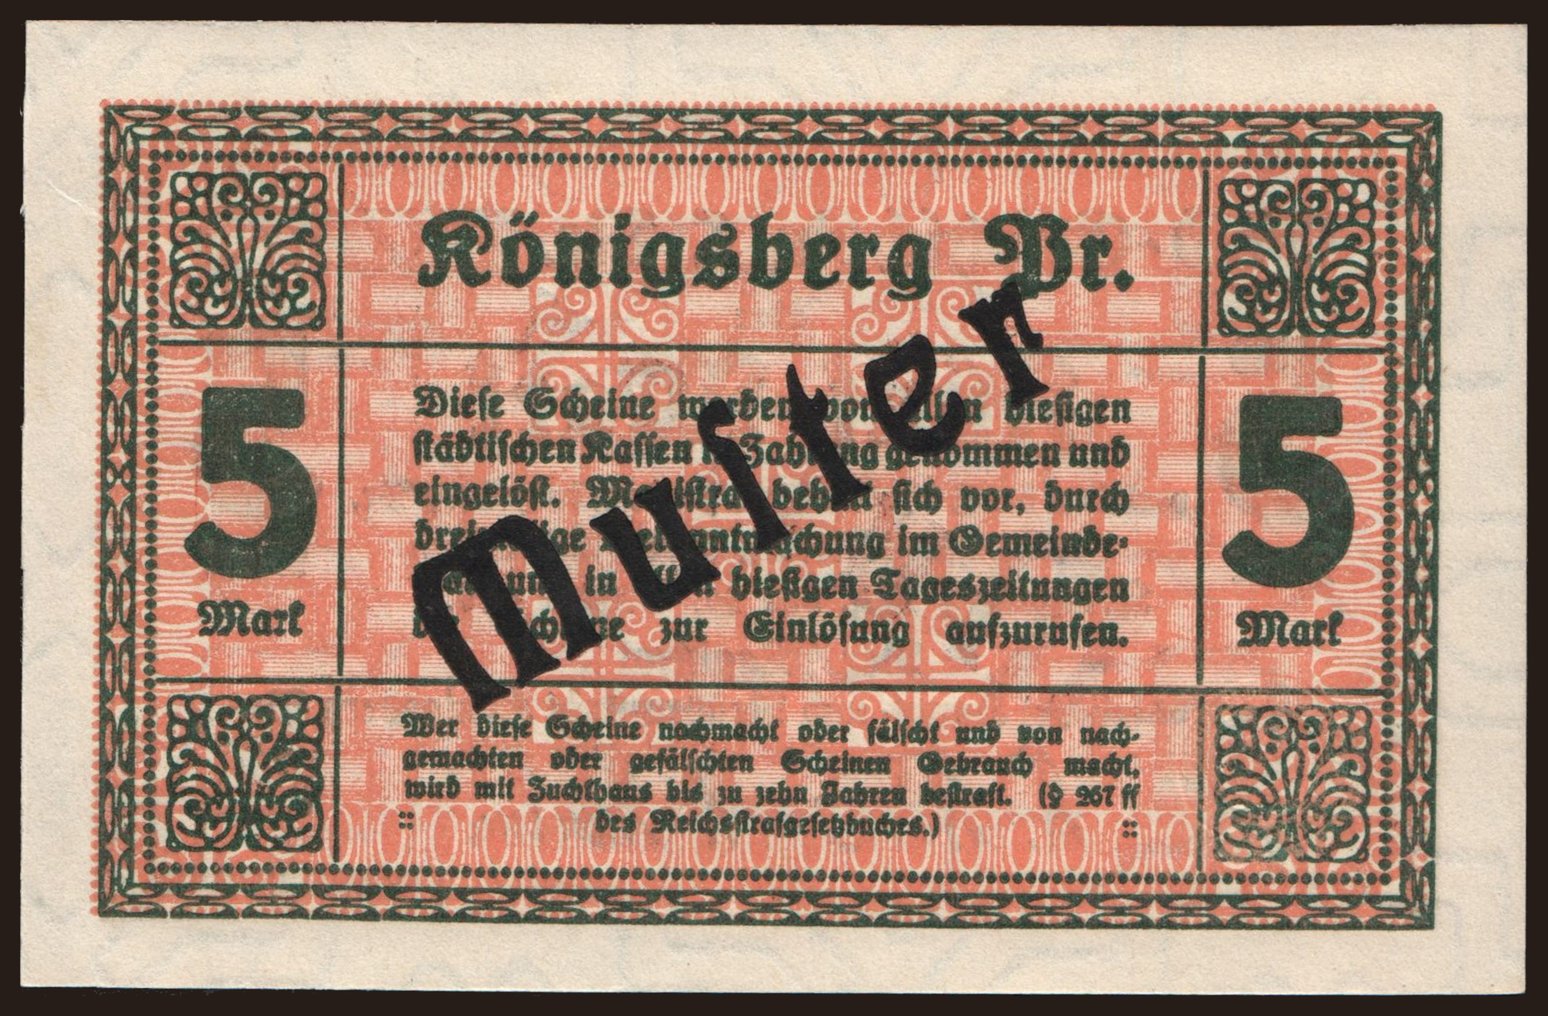 Königsberg Pr.
5
Mark
5
Mark
Diese Scheine werden von allen hiesigen
städtischen Kassen in Zahlung genommen und
eingelöst. Magistrat behält sich vor, durch
dreimalige Bekanntmachung im Gemeinde-
in hiesigen Tageszeitungen
die Scheine zur Einlösung aufzurufen.
Muster
Wer diese Scheine nachmacht oder fälscht und von nach-
gemachten oder gefälschten Scheinen Gebrauch macht,
wird mit Zuchthaus bis zu zehn Jahren bestraft. (§ 267 ff
:: des Reichsstrafgesetzbuches.) ::